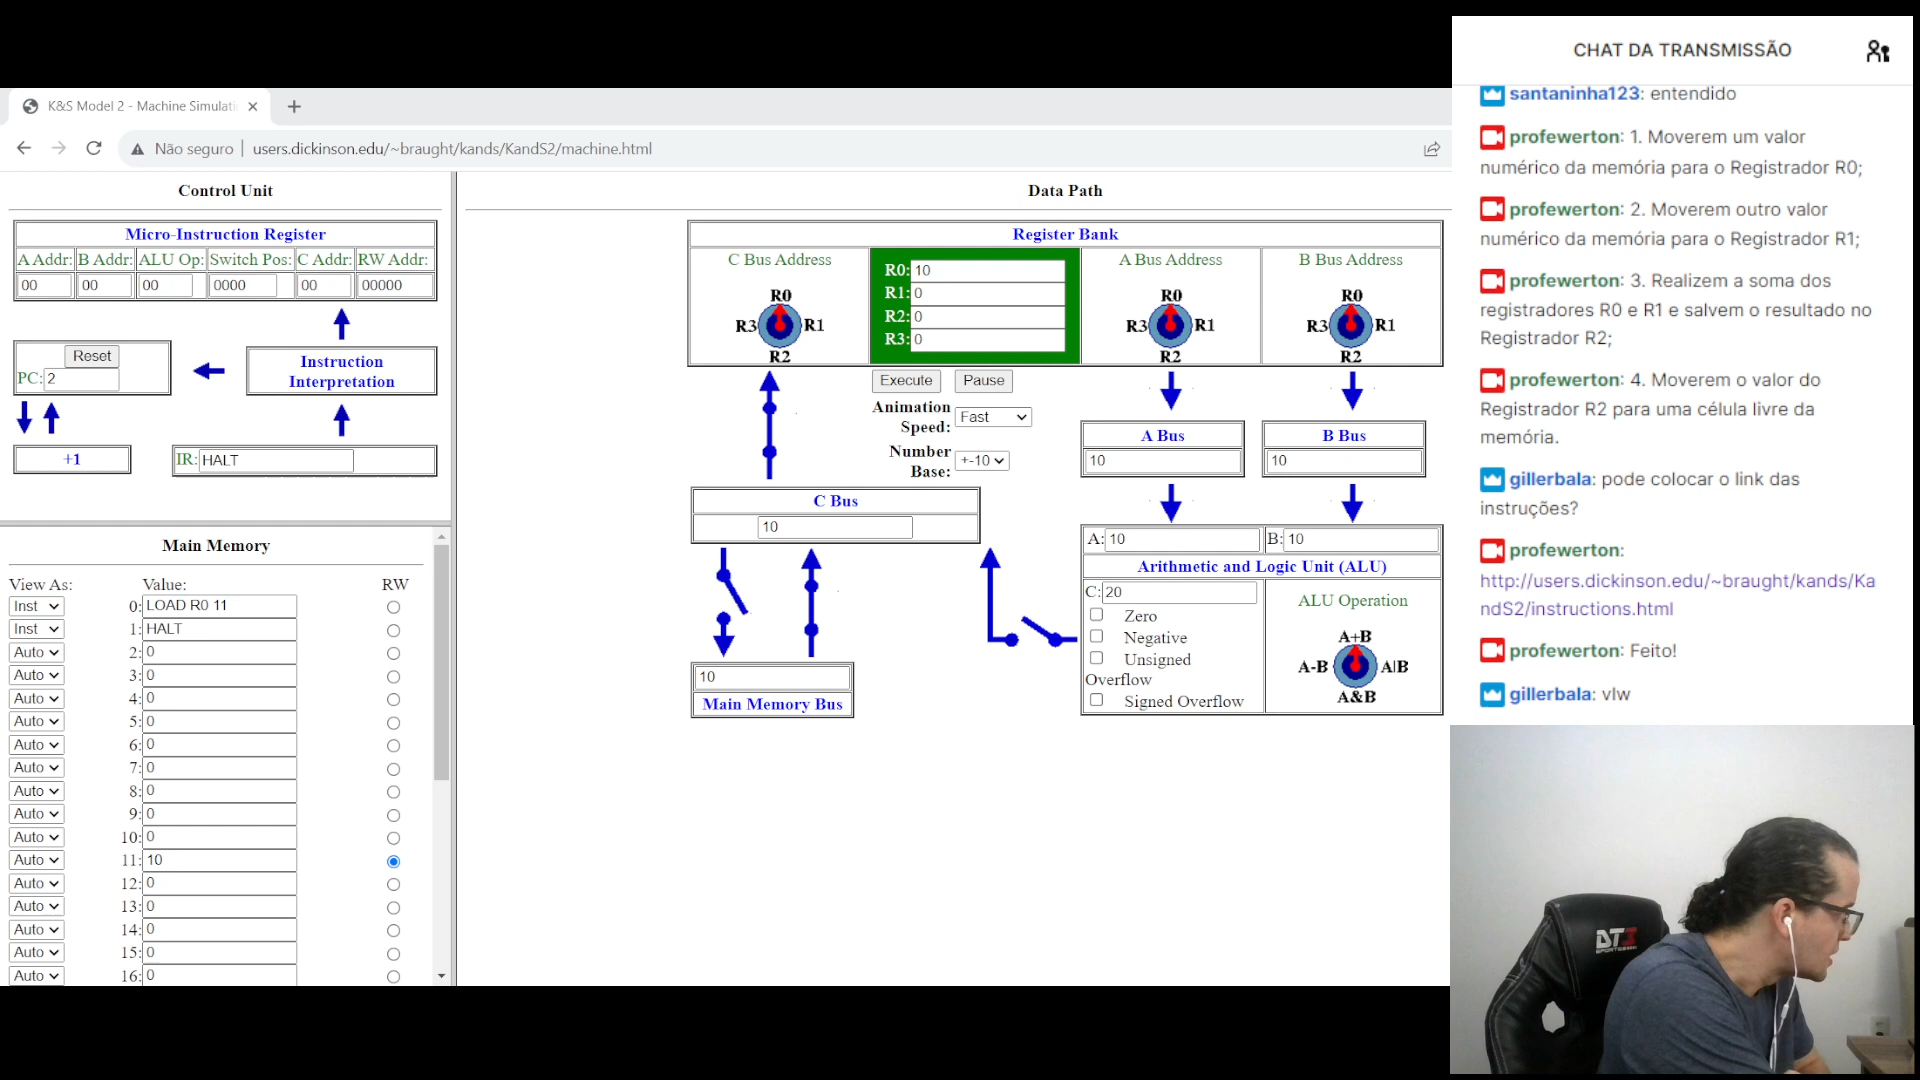 K&S Model 2 - Machine Simulati
Não seguro
users.dickinson.edu/~braught/kands/KandS2/machine.html
Control Unit
Micro-Instruction Register
A Addr: B Addr: ALU Op: Switch Pos: C Addr: RW Addr:
00 00 00 0000 00 00000
Reset
PC: 2
Instruction
Interpretation
+1
IR: HALT
Main Memory
View As: Value: RW
Inst 0: LOAD R0 11
Inst 1: HALT
Auto 2: 0
Auto 3: 0
Auto 4: 0
Auto 5: 0
Auto 6: 0
Auto 7: 0
Auto 8: 0
Auto 9: 0
Auto 10: 0
Auto 11: 10
Auto 12: 0
Auto 13: 0
Auto 14: 0
Auto 15: 0
Auto 16: 0
Data Path
Register Bank
C Bus Address
R0
R3 R1
R2
R0: 10
R1: 0
R2: 0
R3: 0
A Bus Address
R0
R3 R1
R2
B Bus Address
R0
R3 R1
R2
Execute Pause
Animation
Speed: Fast
Number
Base: +-10
A Bus
10
B Bus
10
C Bus
10
10
Main Memory Bus
A: 10 B: 10
Arithmetic and Logic Unit (ALU)
C: 20
Zero
Negative
Unsigned
Overflow
Signed Overflow
ALU Operation
A+B
A-B A|B
A&B
CHAT DA TRANSMISSÃO
santaninha123: entendido
profewerton: 1. Moverem um valor
numérico da memória para o Registrador R0;
profewerton: 2. Moverem outro valor
numérico da memória para o Registrador R1;
profewerton: 3. Realizem a soma dos
registradores R0 e R1 e salvem o resultado no
Registrador R2;
profewerton: 4. Moverem o valor do
Registrador R2 para uma célula livre da
memória.
gillerbala: pode colocar o link das
instruções?
profewerton:
http://users.dickinson.edu/~braught/kands/Ka
ndS2/instructions.html
profewerton: Feito!
gillerbala: vlw
DT3